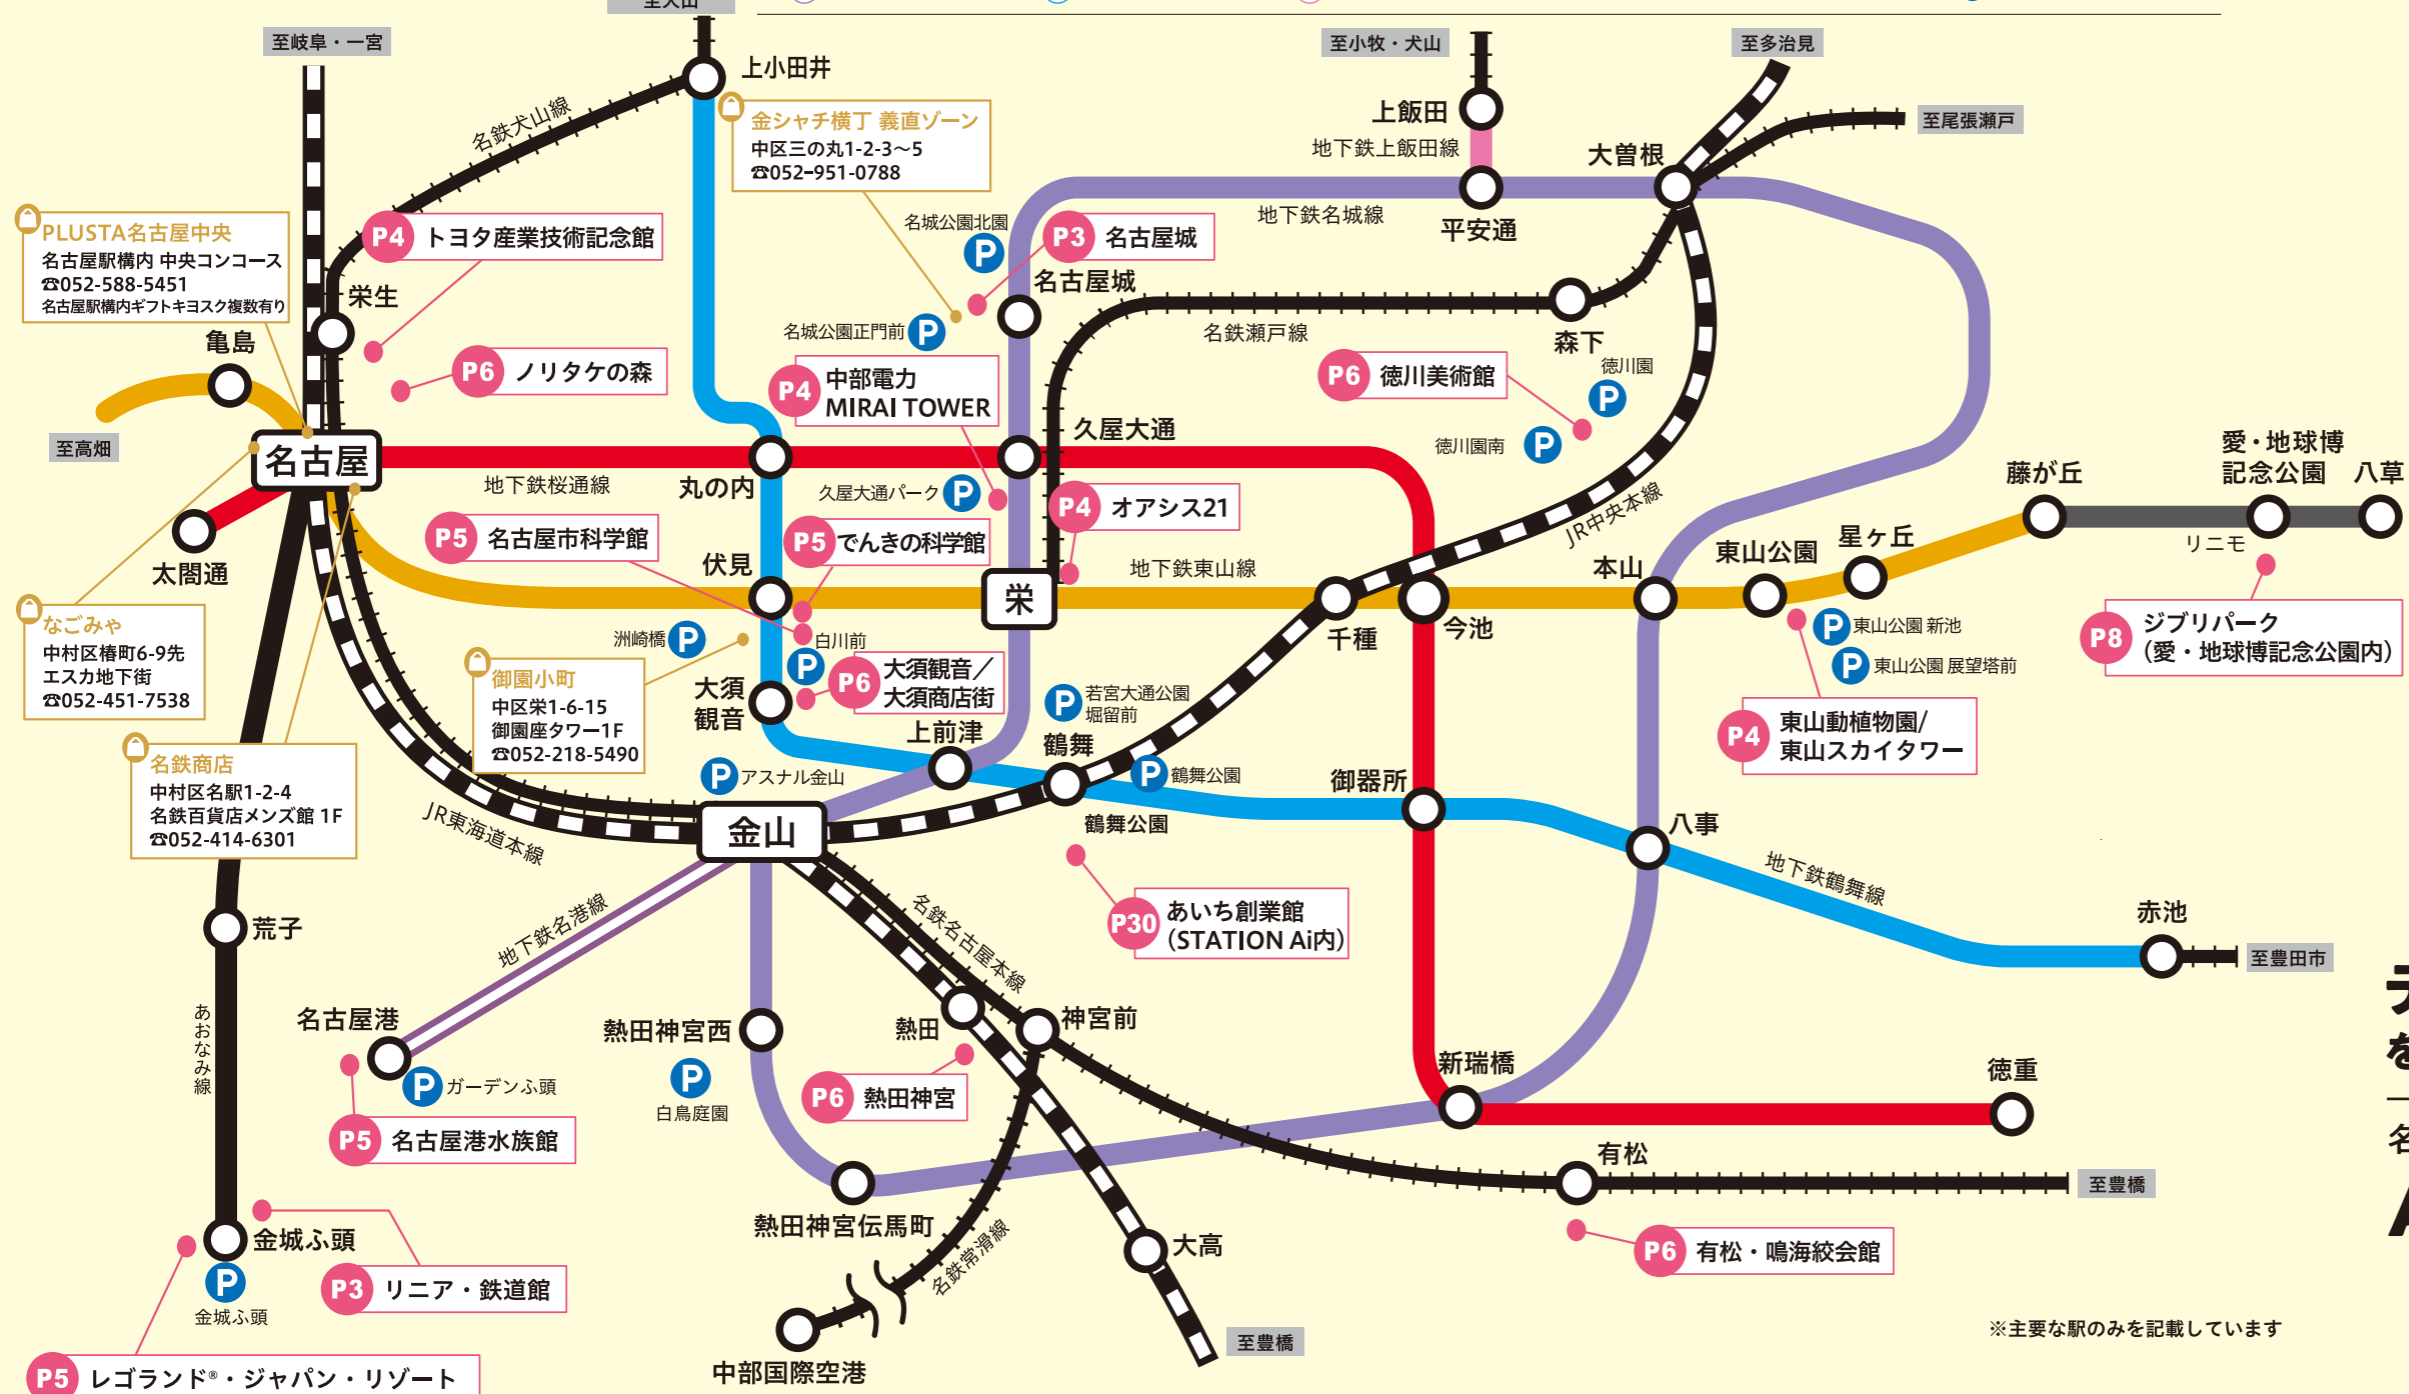 至犬山
至岐阜・一宮
上小田井
名鉄犬山線
金シャチ横丁 義直ゾーン
中区三の丸1-2-3〜5
☎052-951-0788
至小牧・犬山
上飯田
地下鉄上飯田線
平安通
至多治見
至尾張瀬戸
大曽根
地下鉄名城線
PLUSTA名古屋中央
名古屋駅構内 中央コンコース
☎052-588-5451
名古屋駅構内ギフトキヨスク複数有り
P4 トヨタ産業技術記念館
名城公園北園
P
P3 名古屋城
名古屋城
栄生
亀島
名城公園正門前 P
名鉄瀬戸線
森下
徳川園
P
P6 ノリタケの森
P4 中部電力
MIRAI TOWER
P6 徳川美術館
徳川園南 P
至高畑
名古屋
地下鉄桜通線
丸の内
久屋大通
久屋大通パーク P
P4 オアシス21
藤が丘
愛・地球博
記念公園
八草
リニモ
JR中央本線
太閤通
P5 名古屋市科学館
P5 でんきの科学館
伏見
栄
地下鉄東山線
千種
今池
本山
東山公園
星ヶ丘
なごみゃ
中村区椿町6-9先
エスカ地下街
☎052-451-7538
洲崎橋 P
白川前
P
御園小町
中区栄1-6-15
御園座タワー1F
☎052-218-5490
大須
観音
P6 大須観音／
大須商店街
P 東山公園 新池
P 東山公園 展望塔前
P8 ジブリパーク
（愛・地球博記念公園内）
P4 東山動植物園/
東山スカイタワー
P 若宮大通公園
堀留前
上前津
鶴舞
名鉄商店
中村区名駅1-2-4
名鉄百貨店メンズ館 1F
☎052-414-6301
P アスナル金山
P 鶴舞公園
御器所
JR東海道本線
金山
鶴舞公園
八事
地下鉄鶴舞線
赤池
至豊田市
荒子
地下鉄名港線
名鉄名古屋本線
P30 あいち創業館
（STATION Ai内）
あおなみ線
名古屋港
P ガーデンふ頭
P5 名古屋港水族館
熱田神宮西
P
白鳥庭園
熱田
神宮前
P6 熱田神宮
新瑞橋
徳重
有松
至豊橋
熱田神宮伝馬町
名鉄常滑線
大高
P6 有松・鳴海絞会館
金城ふ頭
P
金城ふ頭
P3 リニア・鉄道館
中部国際空港
至豊橋
※主要な駅のみを記載しています
P5 レゴランド®・ジャパン・リゾート
を
名